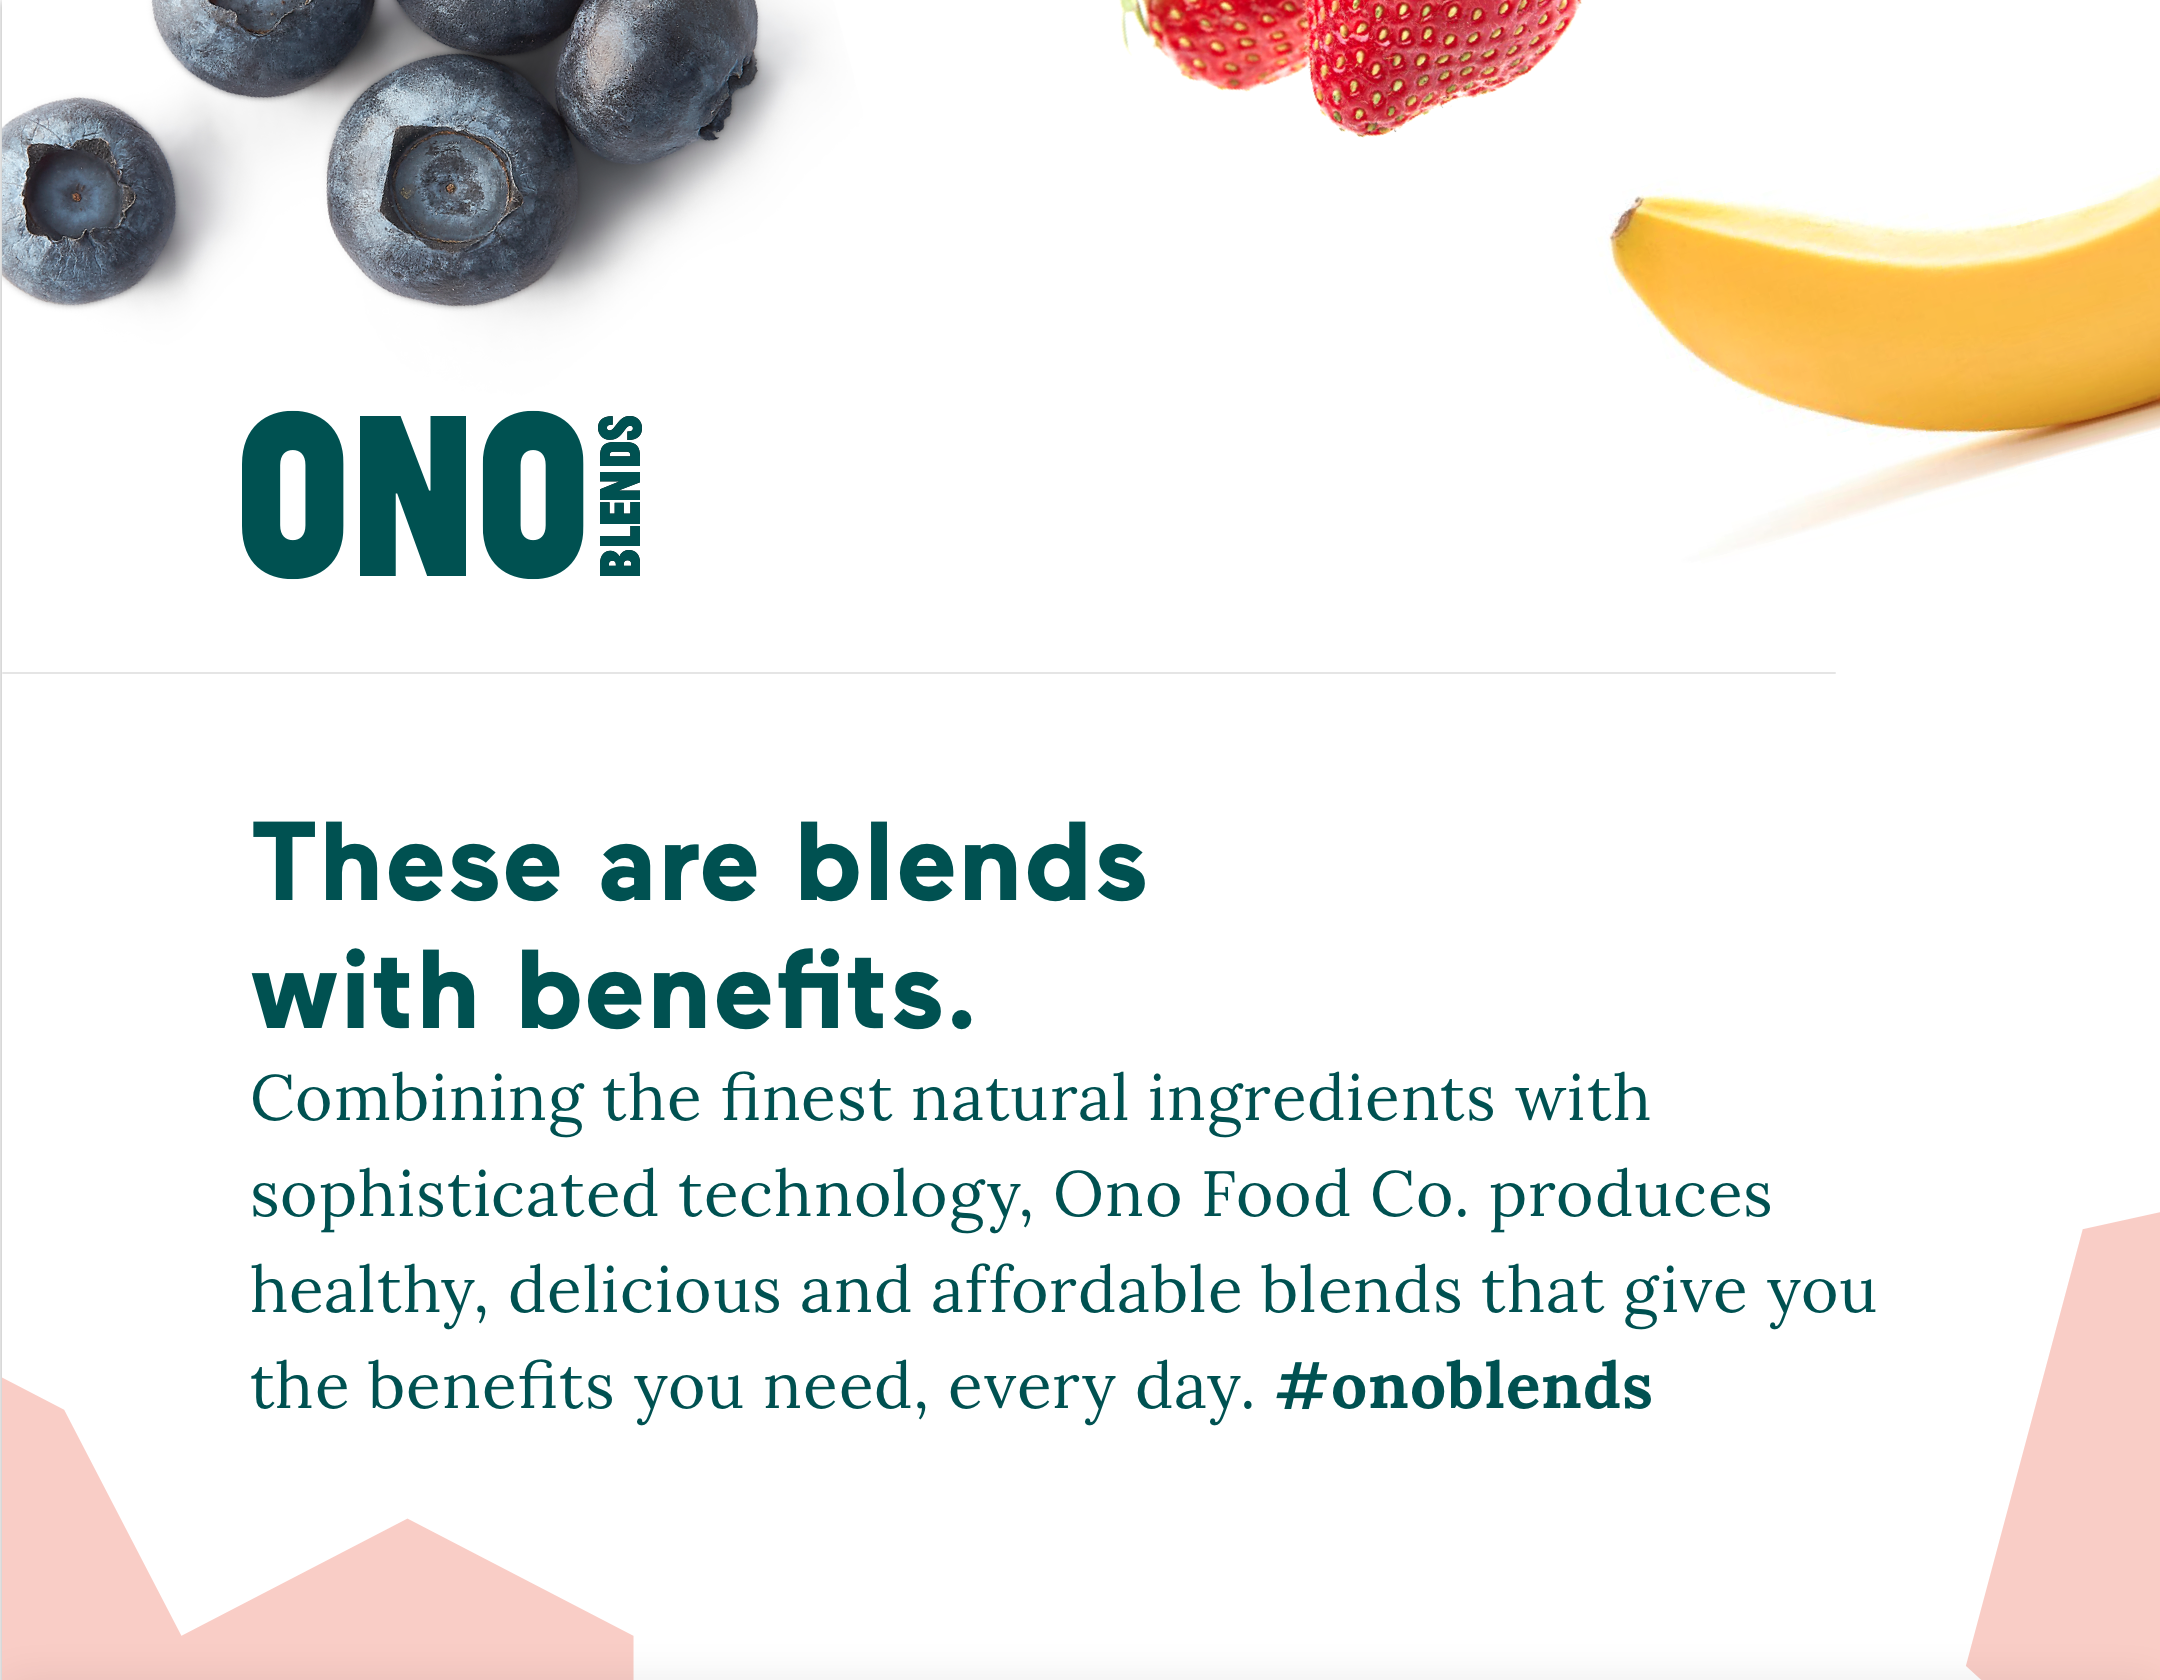 ONO BLENDS
These are blends
with benefits.
Combining the finest natural ingredients with
sophisticated technology, Ono Food Co. produces
healthy, delicious and affordable blends that give you
the benefits you need, every day. #onoblends